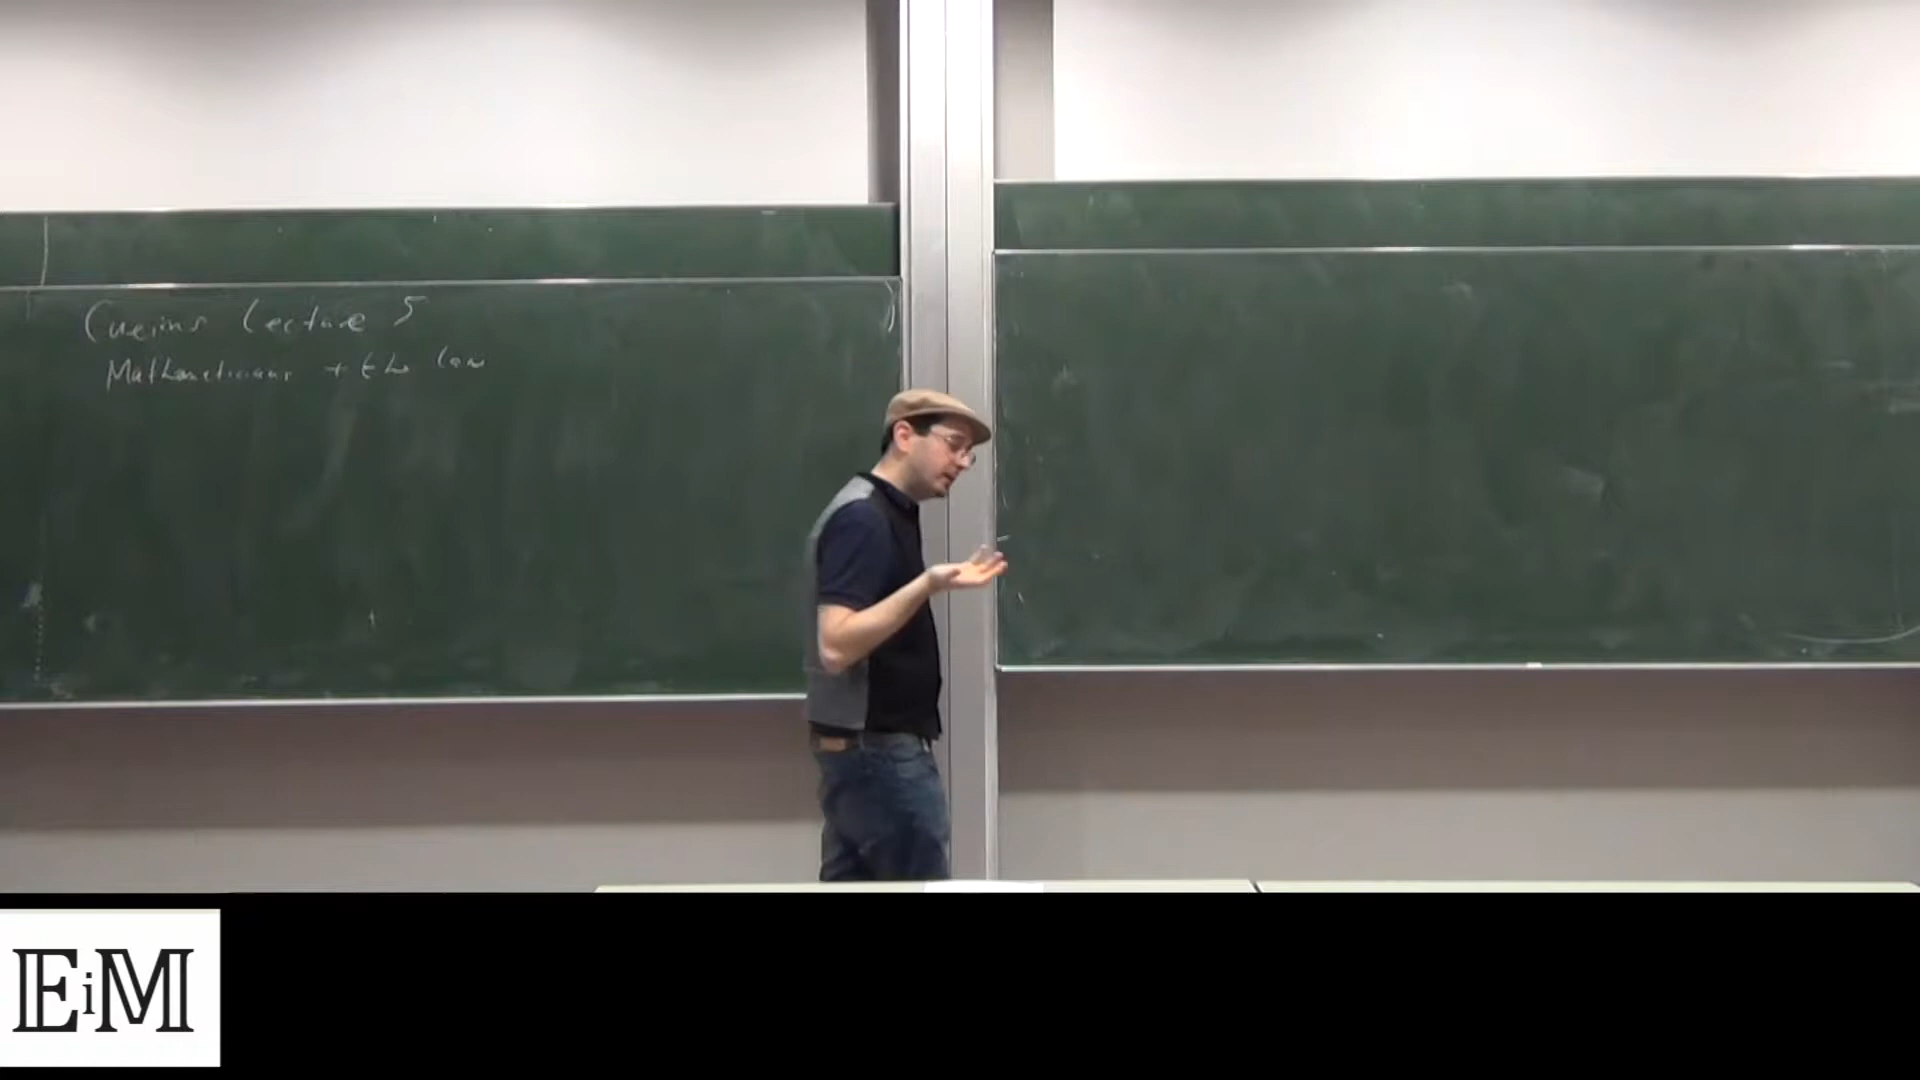 Lecture 5
Mathematicians + the law
EiM